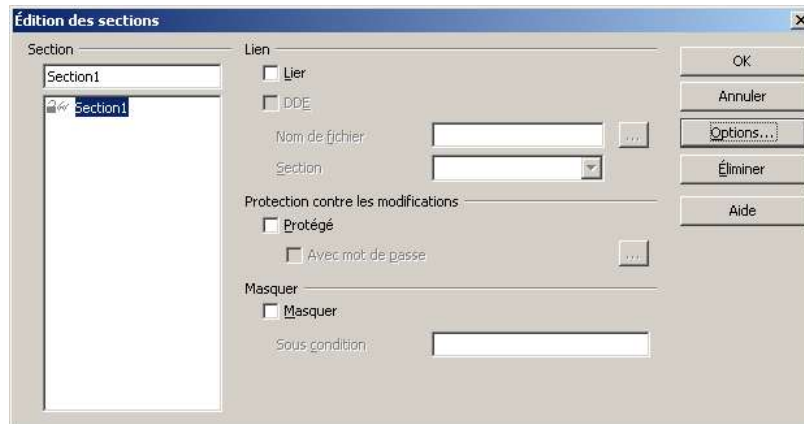 Édition des sections
Section
Section1
Section1
Lien
Lier
DDE
Nom de fichier
...
Section
Protection contre les modifications
Protégé
Avec mot de passe
...
Masquer
Masquer
Sous condition
OK
Annuler
Options...
Éliminer
Aide